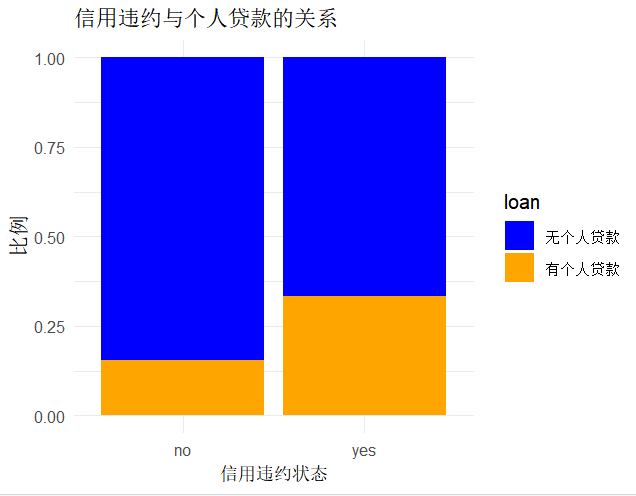 信用违约与个人贷款的关系
1.00
0.75
0.50
0.25
0.00
比例
no
yes
信用违约状态
loan
无个人贷款
有个人贷款